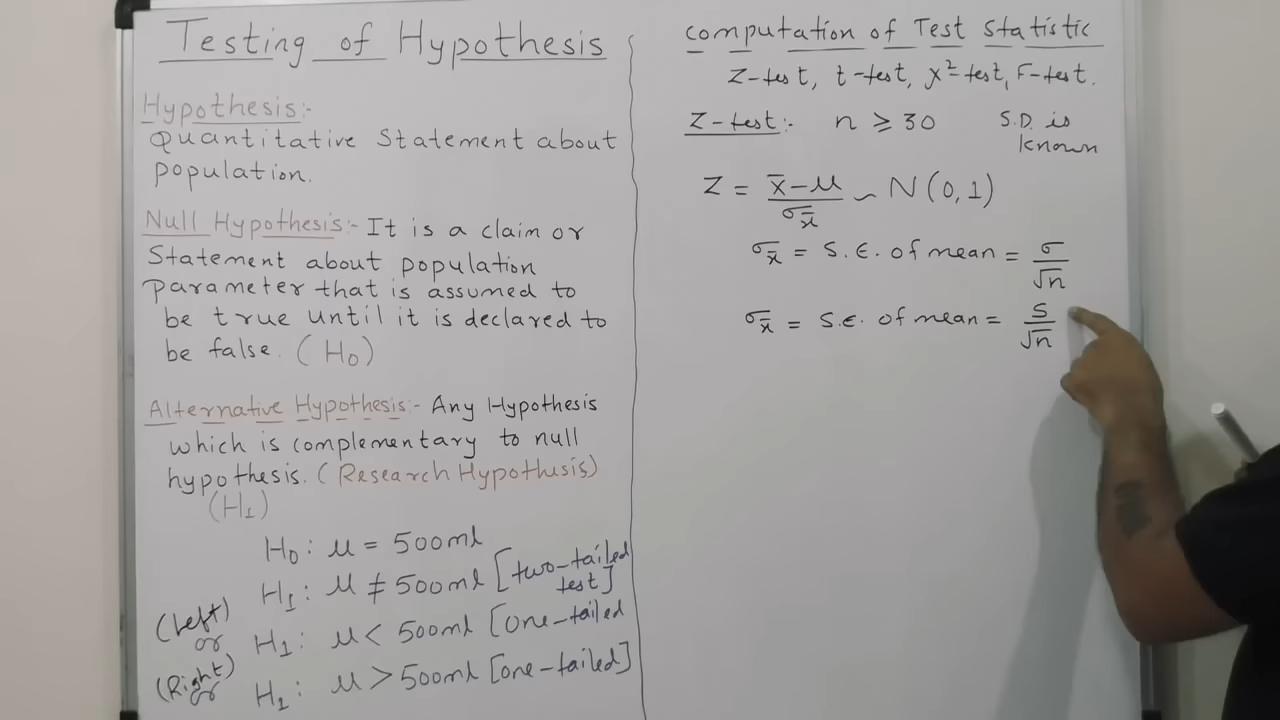 Testing of Hypothesis
Hypothesis:-
Quantitative Statement about
population.
Null Hypothesis:- It is a claim or
Statement about population
parameter that is assumed to
be true until it is declared to
be false. (H₀)
Alternative Hypothesis:- Any Hypothesis
which is complementary to null
hypothesis. (Research Hypothesis)
(H₁)
H₀: μ = 500ml
H₁: μ ≠ 500ml [two-tailed
test]
(Left)
or H₁: μ < 500ml [one-tailed
(Right)
or H₁: μ > 500ml [one-tailed]
computation of Test Statistic
Z-test, t-test, χ²-test, F-test.
Z-test:- n ≥ 30 S.D. is
known
Z = x̄-μ / σx̄ ~ N(0,1)
σx̄ = S.E. of mean = σ/√n
σx̄ = S.E. of mean = S/√n